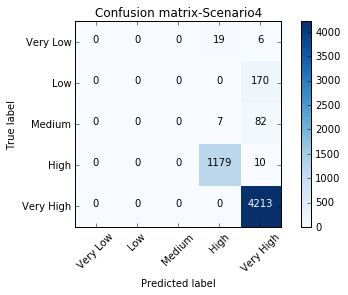 Confusion matrix-Scenario4
True label
Very Low 0 0 0 19 6
Low 0 0 0 0 170
Medium 0 0 0 7 82
High 0 0 0 1179 10
Very High 0 0 0 0 4213
Very Low Low Medium High Very High
Predicted label
4000
3500
3000
2500
2000
1500
1000
500
0